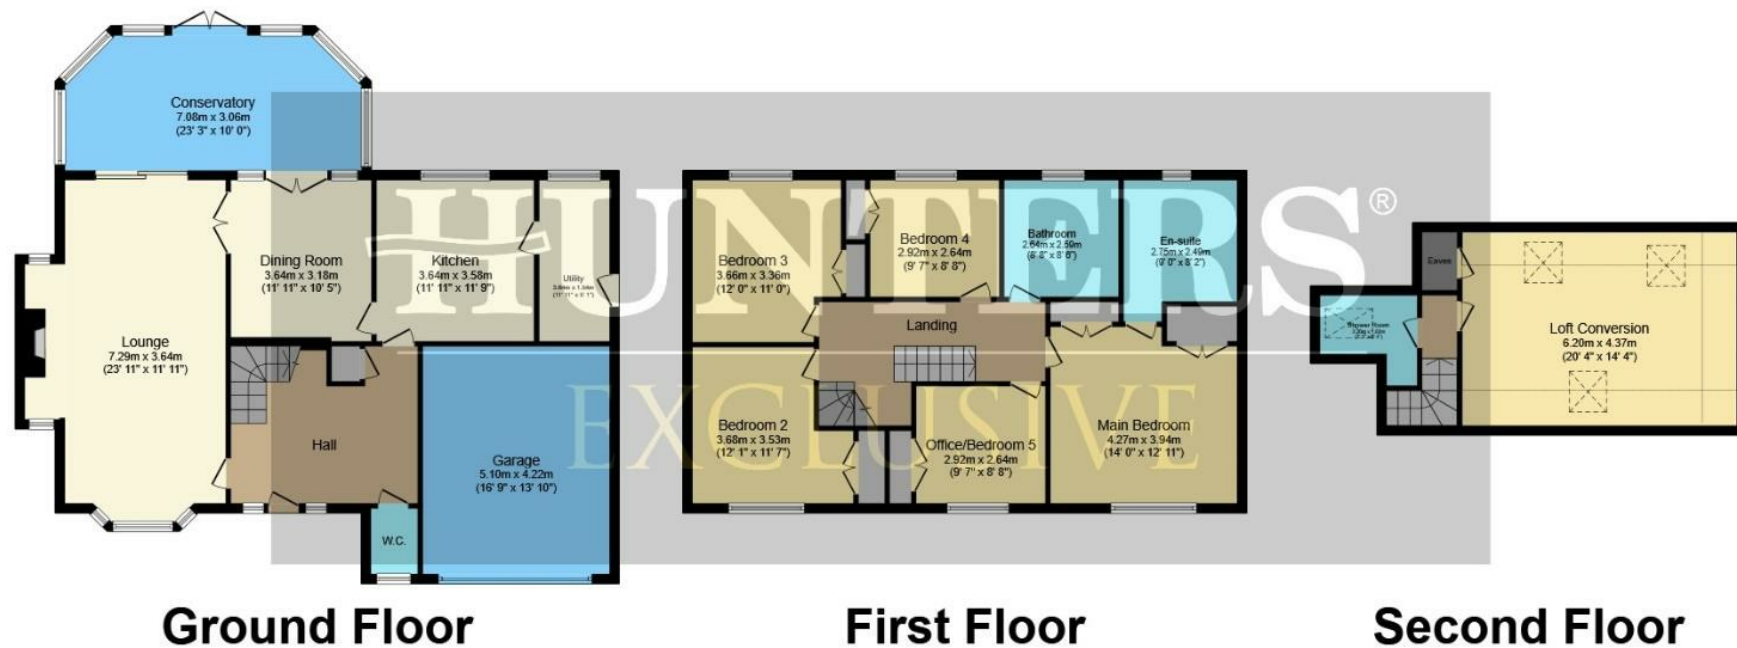 Conservatory
7.08m x 3.06m
(23' 3" x 10' 0")
HUNTERS®
EXCLUSIVE
Dining Room
3.64m x 3.18m
(11' 11" x 10' 5")
Kitchen
3.64m x 3.58m
(11' 11" x 11' 9")
Utility
Lounge
7.29m x 3.64m
(23' 11" x 11' 11")
Hall
Garage
5.10m x 4.22m
(16' 9" x 13' 10")
W.C.
Ground Floor
Bedroom 3
3.66m x 3.36m
(12' 0" x 11' 0")
Bedroom 4
2.92m x 2.64m
(9' 7" x 8' 8")
Bathroom
2.64m x 2.59m
(8' 8" x 8' 6")
En-suite
2.75m x 2.49m
(9' 0" x 8' 2")
Landing
Bedroom 2
3.68m x 3.53m
(12' 1" x 11' 7")
Office/Bedroom 5
2.92m x 2.64m
(9' 7" x 8' 8")
Main Bedroom
4.27m x 3.94m
(14' 0" x 12' 11")
First Floor
Eaves
Shower Room
Loft Conversion
6.20m x 4.37m
(20' 4" x 14' 4")
Second Floor